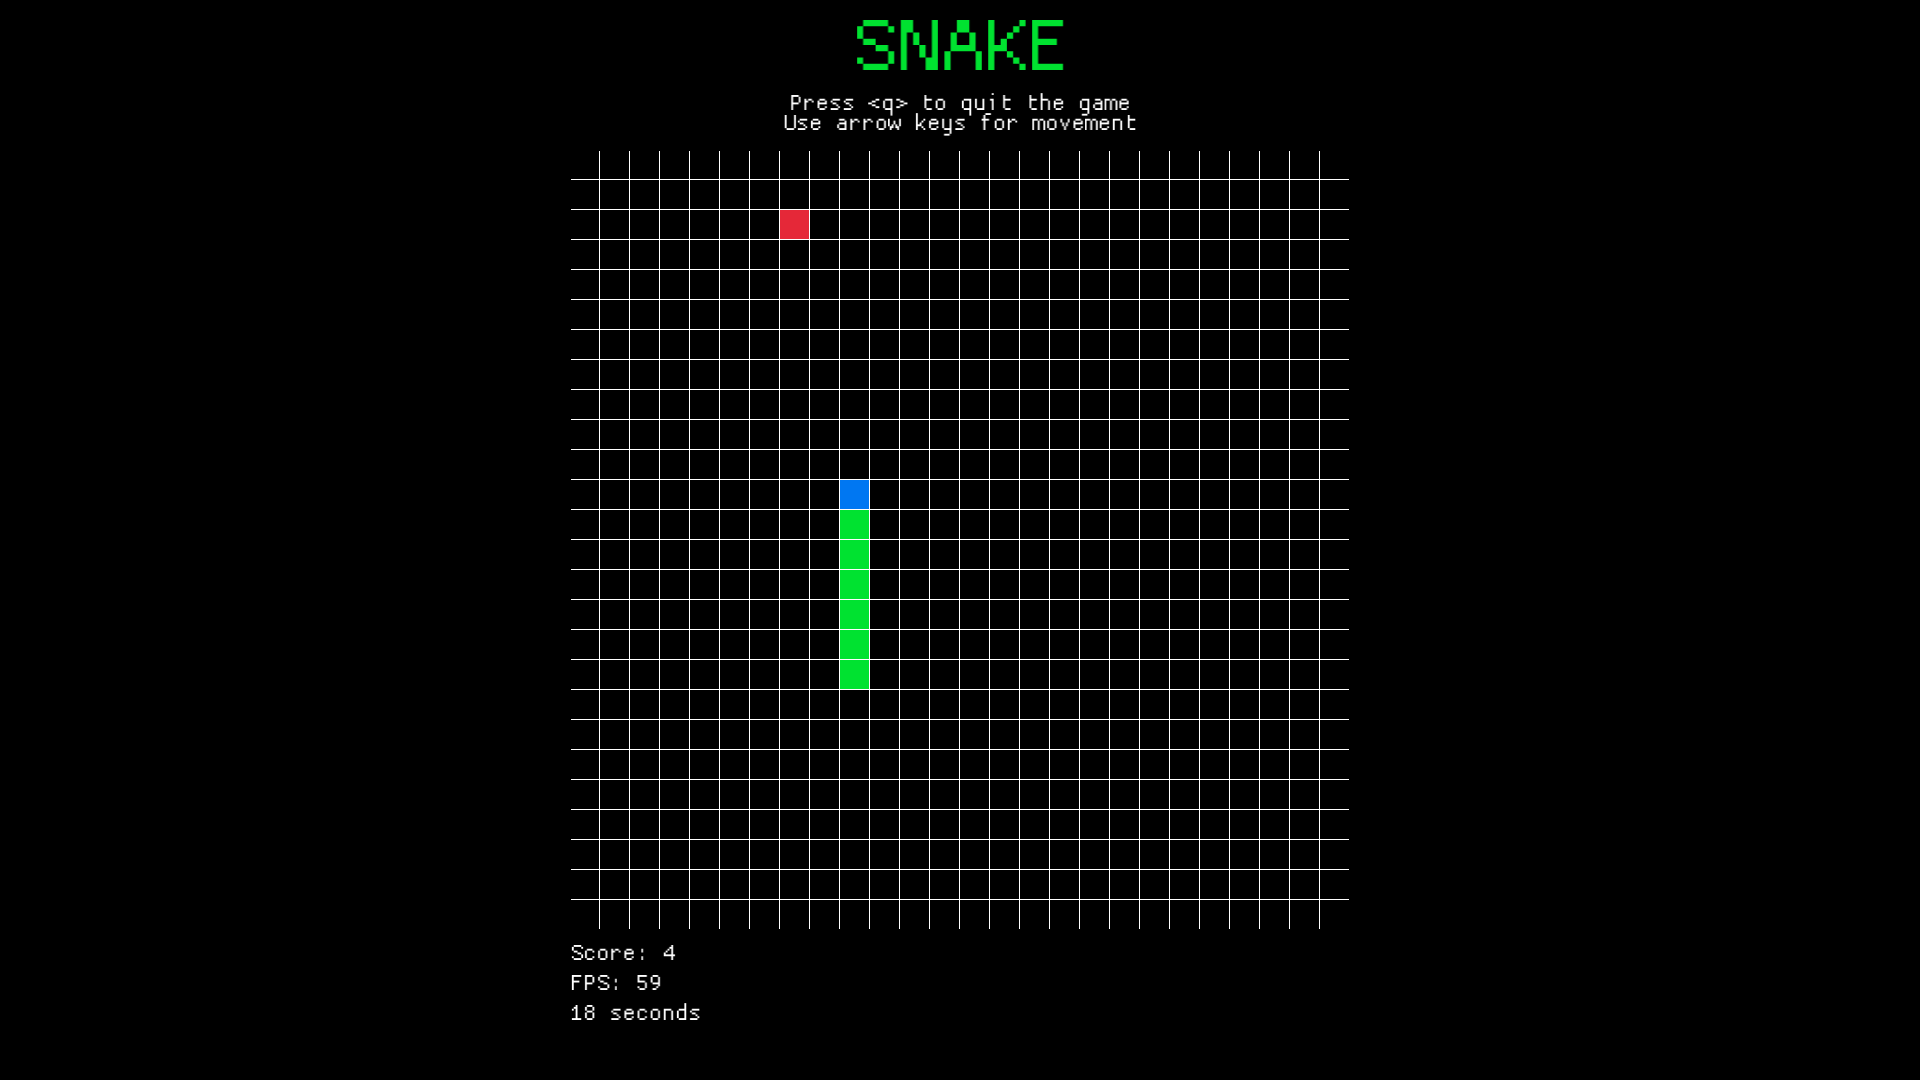 SNAKE
Press <q> to quit the game
Use arrow keys for movement
Score: 4
FPS: 59
18 seconds